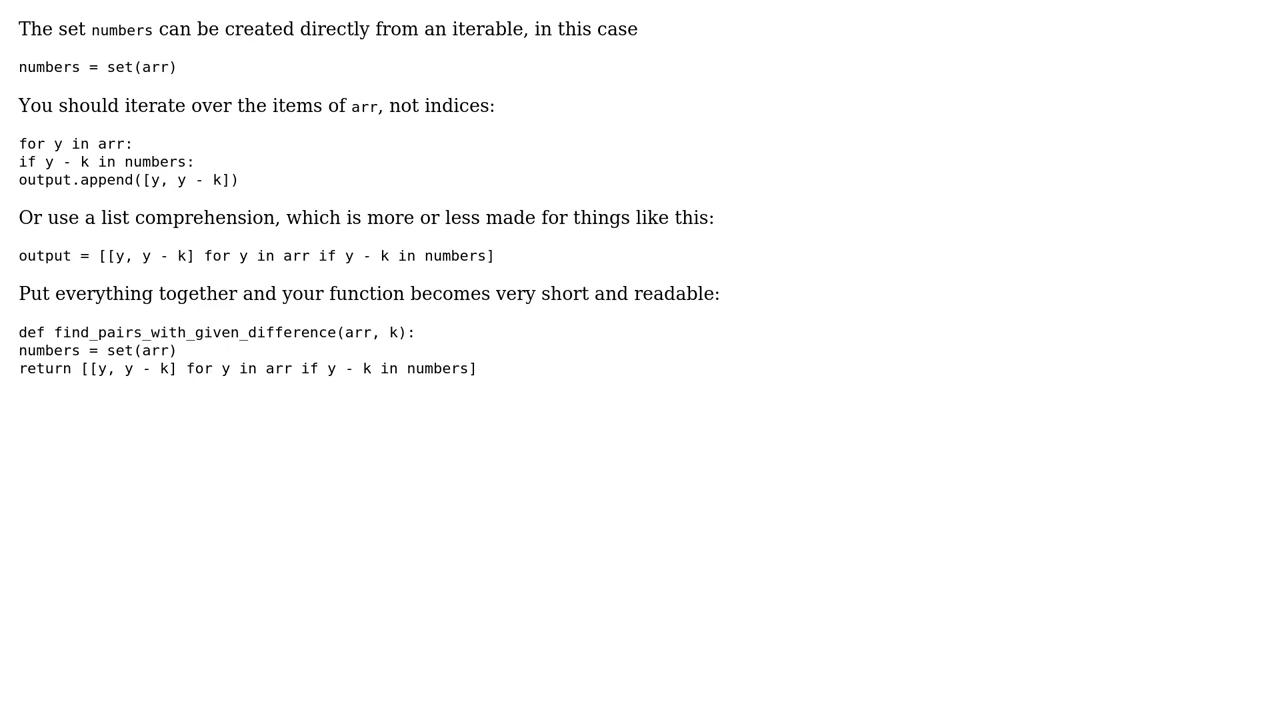 The set numbers can be created directly from an iterable, in this case
numbers = set(arr)
You should iterate over the items of arr, not indices:
for y in arr:
if y - k in numbers:
output.append([y, y - k])
Or use a list comprehension, which is more or less made for things like this:
output = [[y, y - k] for y in arr if y - k in numbers]
Put everything together and your function becomes very short and readable:
def find_pairs_with_given_difference(arr, k):
numbers = set(arr)
return [[y, y - k] for y in arr if y - k in numbers]